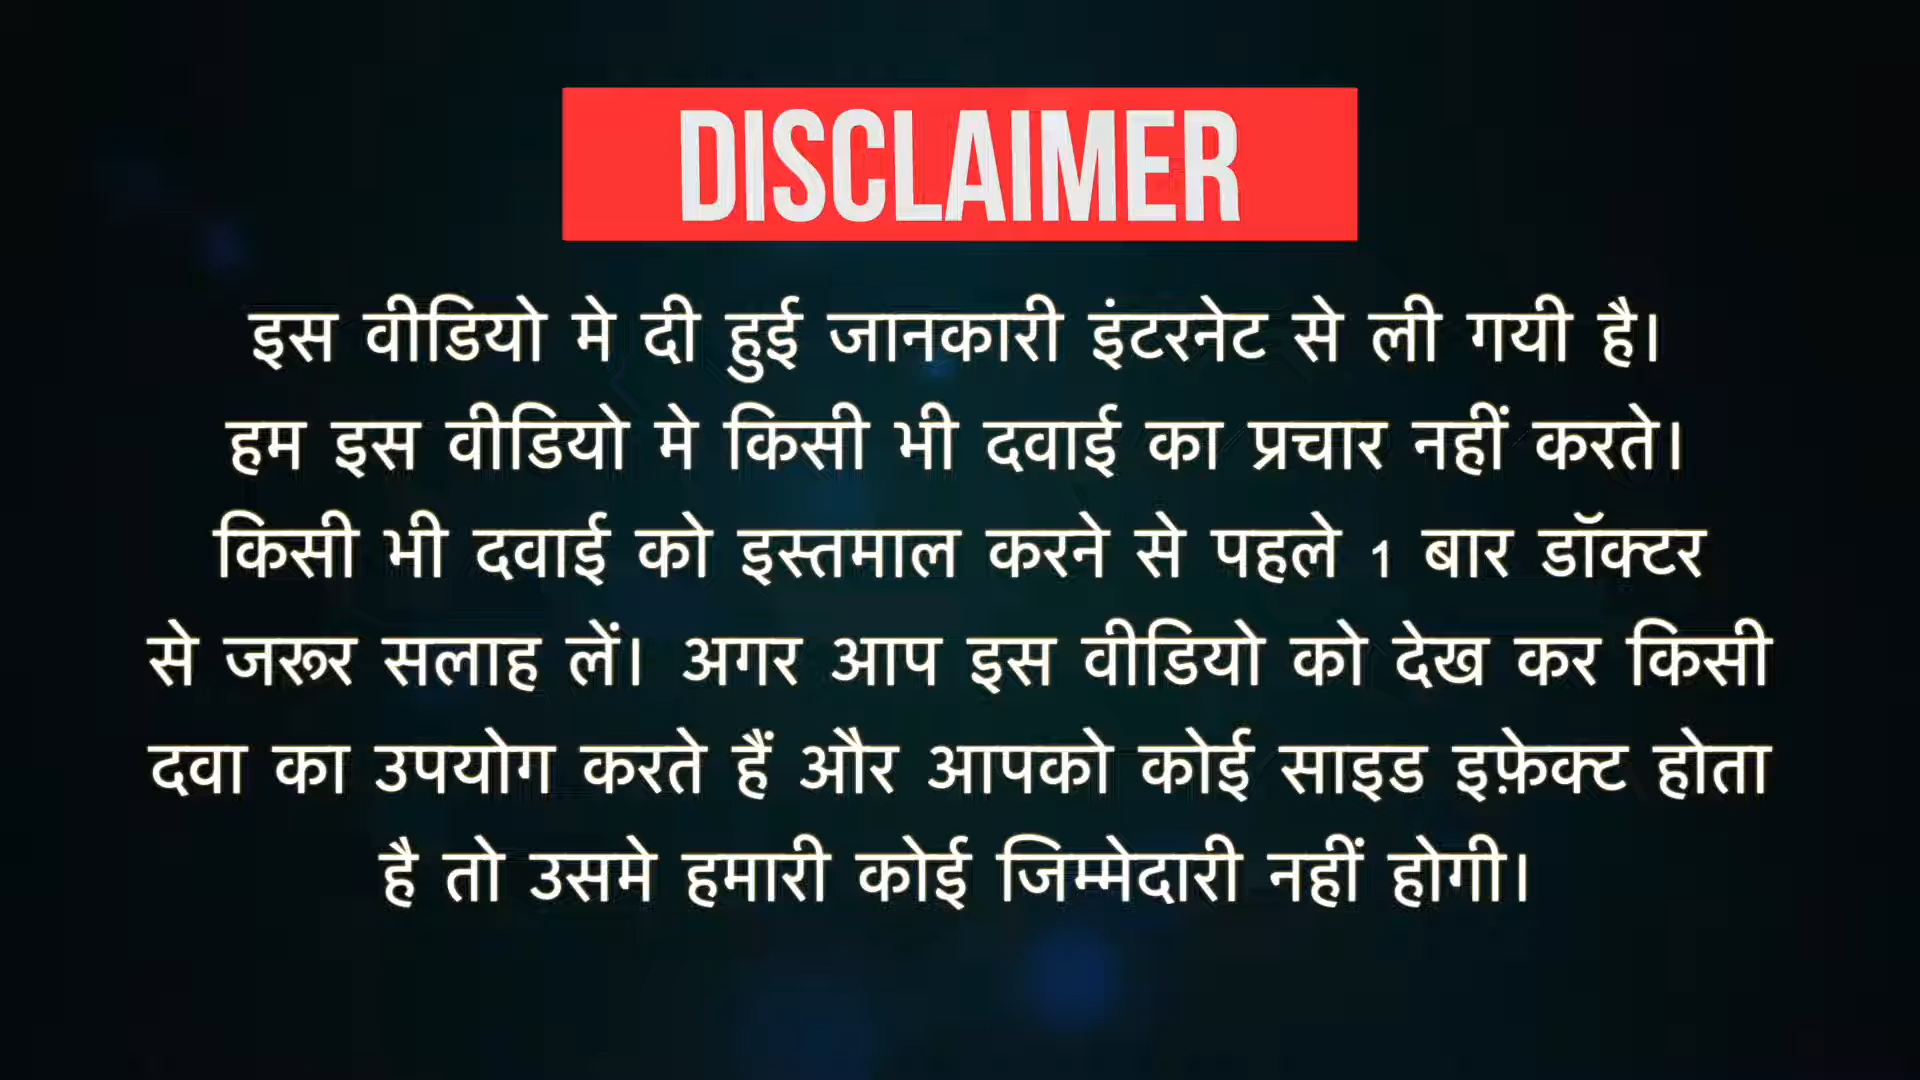 DISCLAIMER
इस वीडियो मे दी हुई जानकारी इंटरनेट से ली गयी है।
हम इस वीडियो मे किसी भी दवाई का प्रचार नहीं करते।
किसी भी दवाई को इस्तमाल करने से पहले 1 बार डॉक्टर
से जरूर सलाह लें। अगर आप इस वीडियो को देख कर किसी
दवा का उपयोग करते हैं और आपको कोई साइड इफ़ेक्ट होता
है तो उसमे हमारी कोई जिम्मेदारी नहीं होगी।